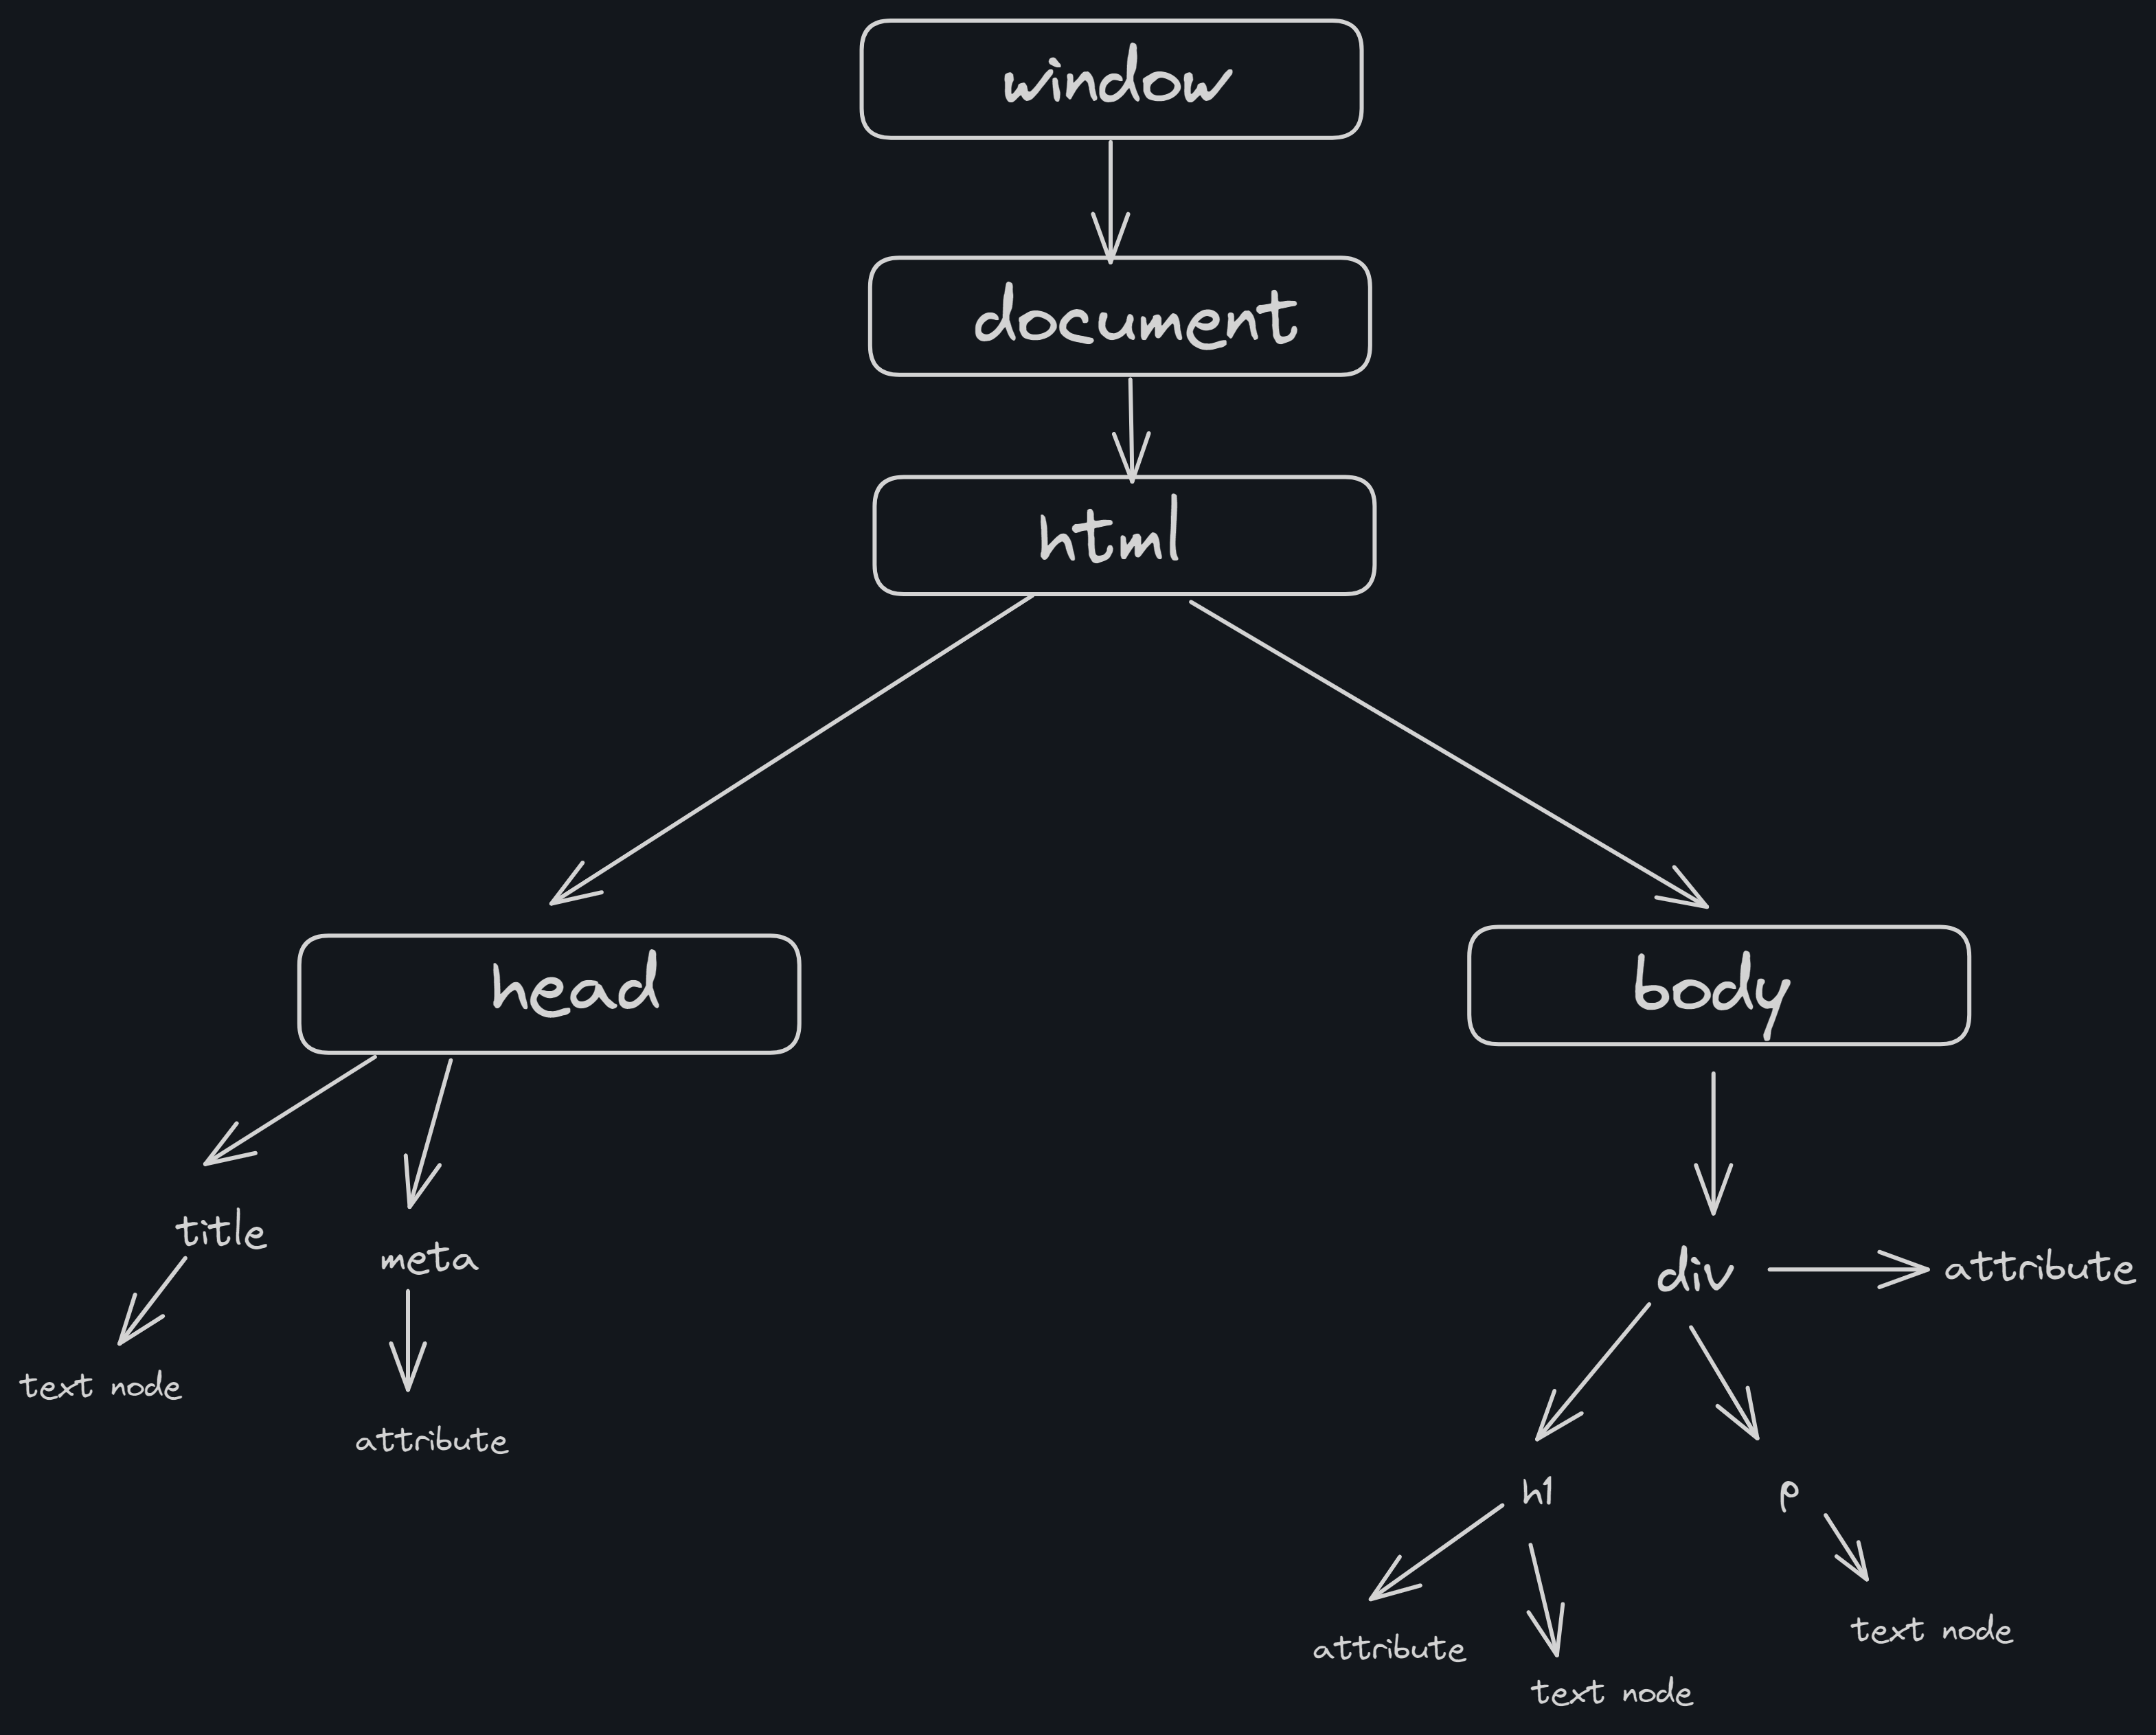 window
document
html
head
body
title
meta
div
attribute
text node
attribute
h1
p
attribute
text node
text node